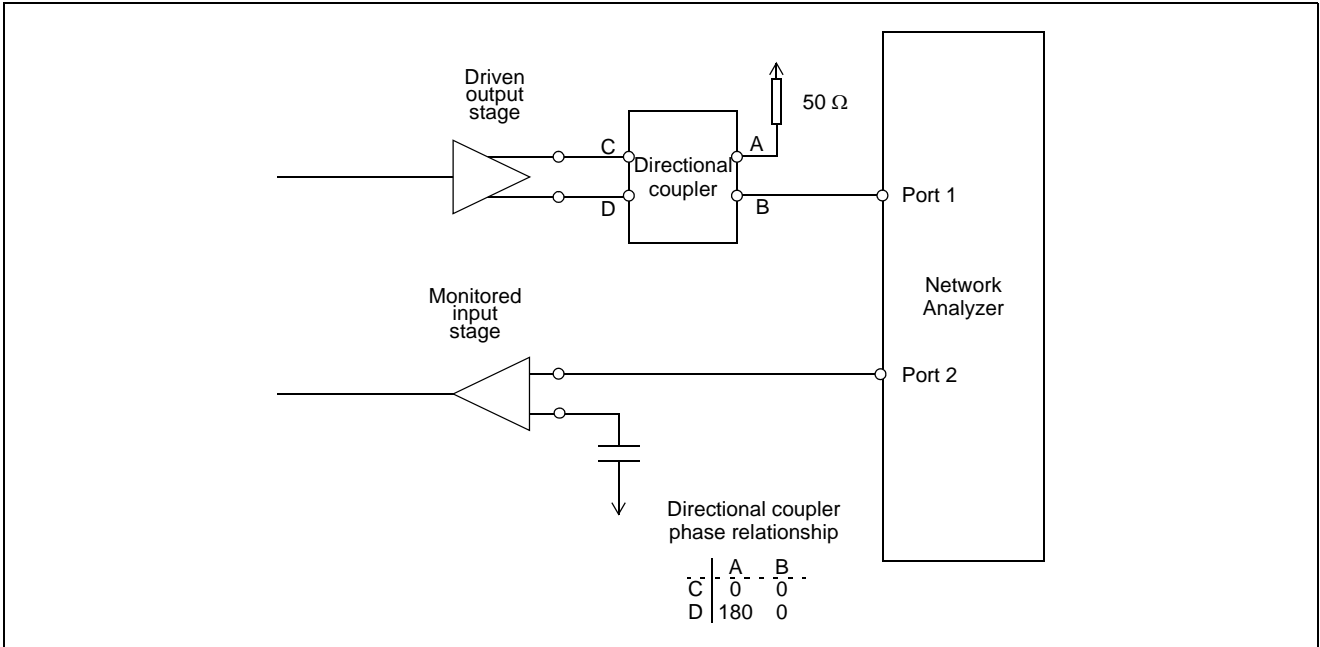 Driven
output
stage
50 Ω
C
A
Directional
coupler
D
B
Port 1
Network
Analyzer
Monitored
input
stage
Port 2
Directional coupler
phase relationship
A B
C 0 0
D 180 0